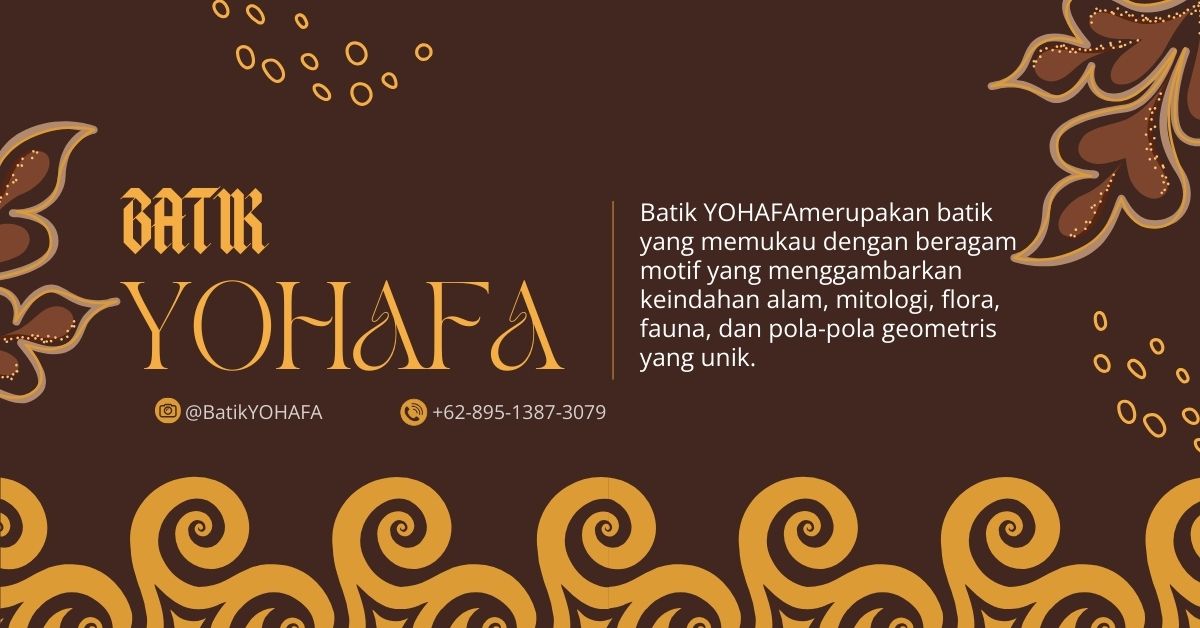 BATIK
YOHAFA
@BatikYOHAFA
+62-895-1387-3079
Batik YOHAFAmerupakan batik
yang memukau dengan beragam
motif yang menggambarkan
keindahan alam, mitologi, flora,
fauna, dan pola-pola geometris
yang unik.